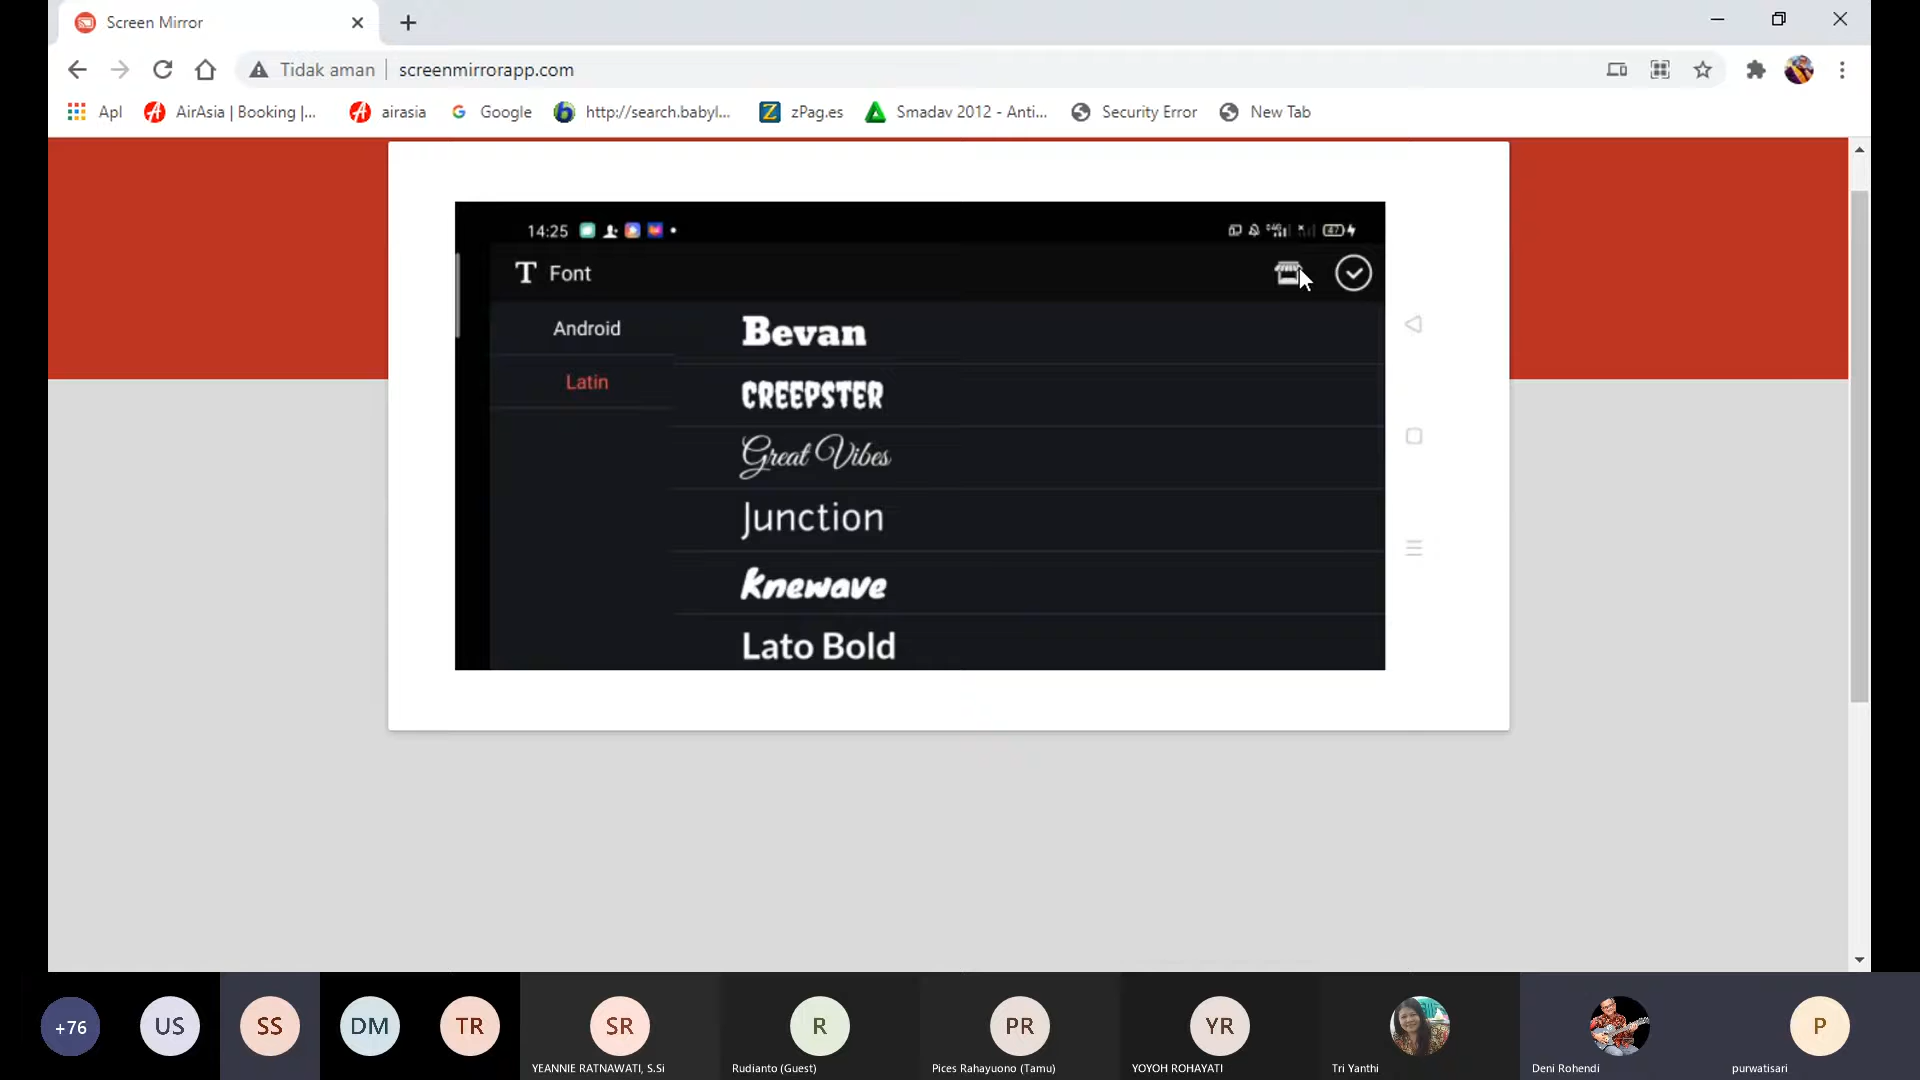 Screen Mirror
Tidak aman
screenmirrorapp.com
Apl
AirAsia | Booking |...
airasia
Google
http://search.babyl...
zPag.es
Smadav 2012 - Anti...
Security Error
New Tab
14:25
47
T Font
Android
Latin
Bevan
CREEPSTER
Great Vibes
Junction
Knewave
Lato Bold
+76
US
SS
DM
TR
SR
R
PR
YR
P
YEANNIE RATNAWATI, S.Si
Rudianto (Guest)
Pices Rahayuono (Tamu)
YOYOH ROHAYATI
Tri Yanthi
Deni Rohendi
purwatisari